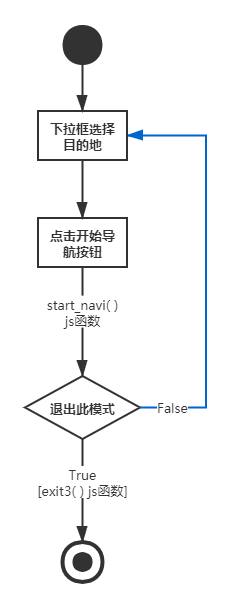 下拉框选择
目的地
点击开始导
航按钮
start_navi( )
js函数
退出此模式
False
True
[exit3( ) js函数]